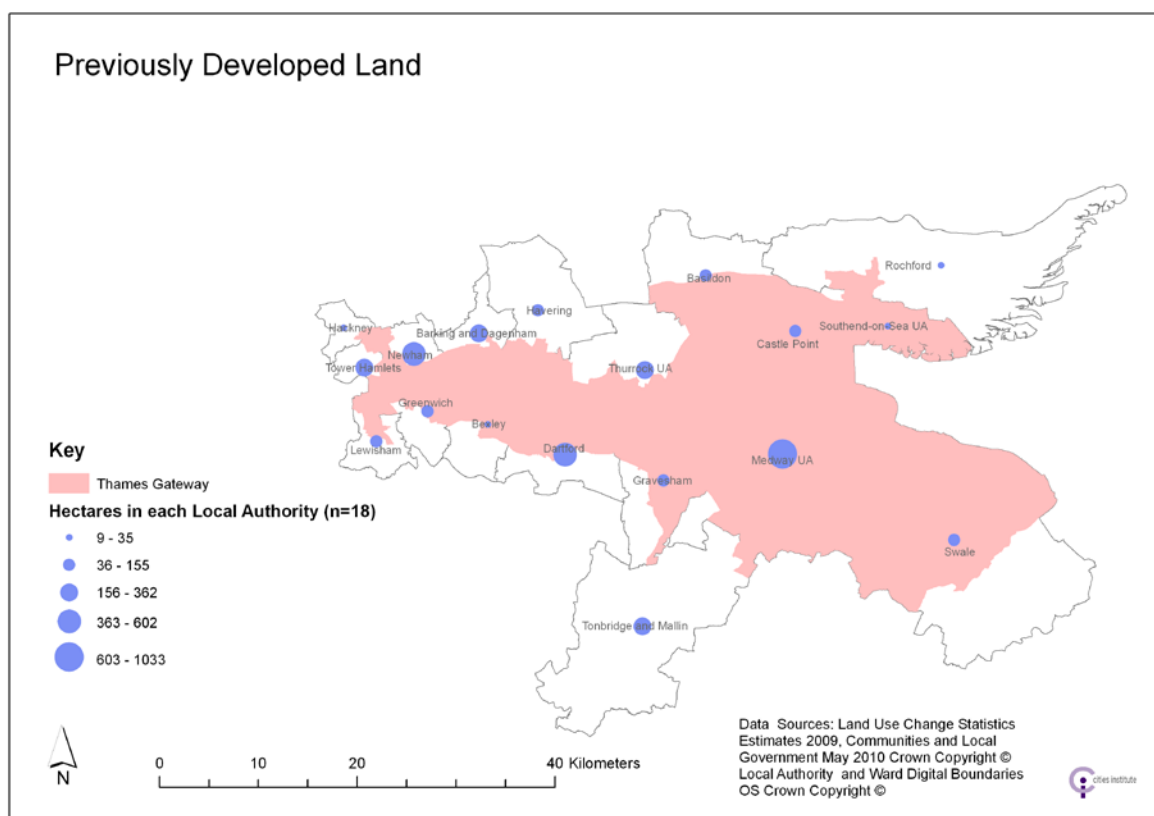 Previously Developed Land
Rochford
Basildon
Havering
Hackney
Barking and Dagenham
Southend-on-Sea UA
Castle Point
Newham
Tower Hamlets
Thurrock UA
Greenwich
Bexley
Lewisham
Dartford
Medway UA
Gravesham
Swale
Tonbridge and Mallin
Key
Thames Gateway
Hectares in each Local Authority (n=18)
9 - 35
36 - 155
156 - 362
363 - 602
603 - 1033
N
0 10 20 40 Kilometers
Data Sources: Land Use Change Statistics
Estimates 2009, Communities and Local
Government May 2010 Crown Copyright ©
Local Authority and Ward Digital Boundaries
OS Crown Copyright ©
ci cities institute